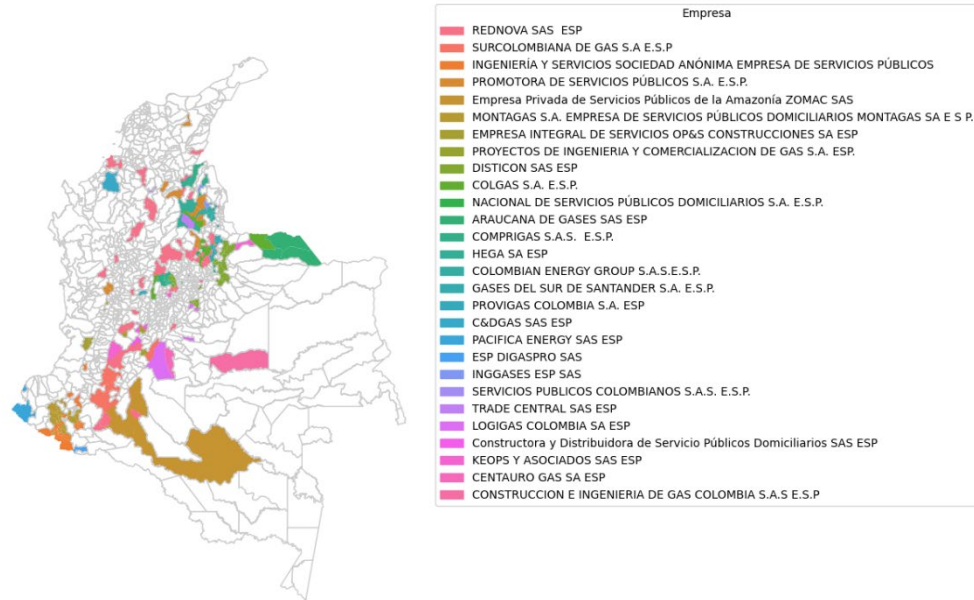 Empresa
REDNOVA SAS  ESP
SURCOLOMBIANA DE GAS S.A E.S.P
INGENIERÍA Y SERVICIOS SOCIEDAD ANÓNIMA EMPRESA DE SERVICIOS PÚBLICOS
PROMOTORA DE SERVICIOS PÚBLICOS S.A. E.S.P.
Empresa Privada de Servicios Públicos de la Amazonía ZOMAC SAS
MONTAGAS S.A. EMPRESA DE SERVICIOS PÚBLICOS DOMICILIARIOS MONTAGAS SA E S P.
EMPRESA INTEGRAL DE SERVICIOS OP&S CONSTRUCCIONES SA ESP
PROYECTOS DE INGENIERIA Y COMERCIALIZACION DE GAS S.A. ESP.
DISTICON SAS ESP
COLGAS S.A. E.S.P.
NACIONAL DE SERVICIOS PÚBLICOS DOMICILIARIOS S.A. E.S.P.
ARAUCANA DE GASES SAS ESP
COMPRIGAS S.A.S.  E.S.P.
HEGA SA ESP
COLOMBIAN ENERGY GROUP S.A.S.E.S.P.
GASES DEL SUR DE SANTANDER S.A. E.S.P.
PROVIGAS COLOMBIA S.A. ESP
C&DGAS SAS ESP
PACIFICA ENERGY SAS ESP
ESP DIGASPRO SAS
INGGASES ESP SAS
SERVICIOS PUBLICOS COLOMBIANOS S.A.S. E.S.P.
TRADE CENTRAL SAS ESP
LOGIGAS COLOMBIA SA ESP
Constructora y Distribuidora de Servicio Públicos Domiciliarios SAS ESP
KEOPS Y ASOCIADOS SAS ESP
CENTAURO GAS SA ESP
CONSTRUCCION E INGENIERIA DE GAS COLOMBIA S.A.S E.S.P